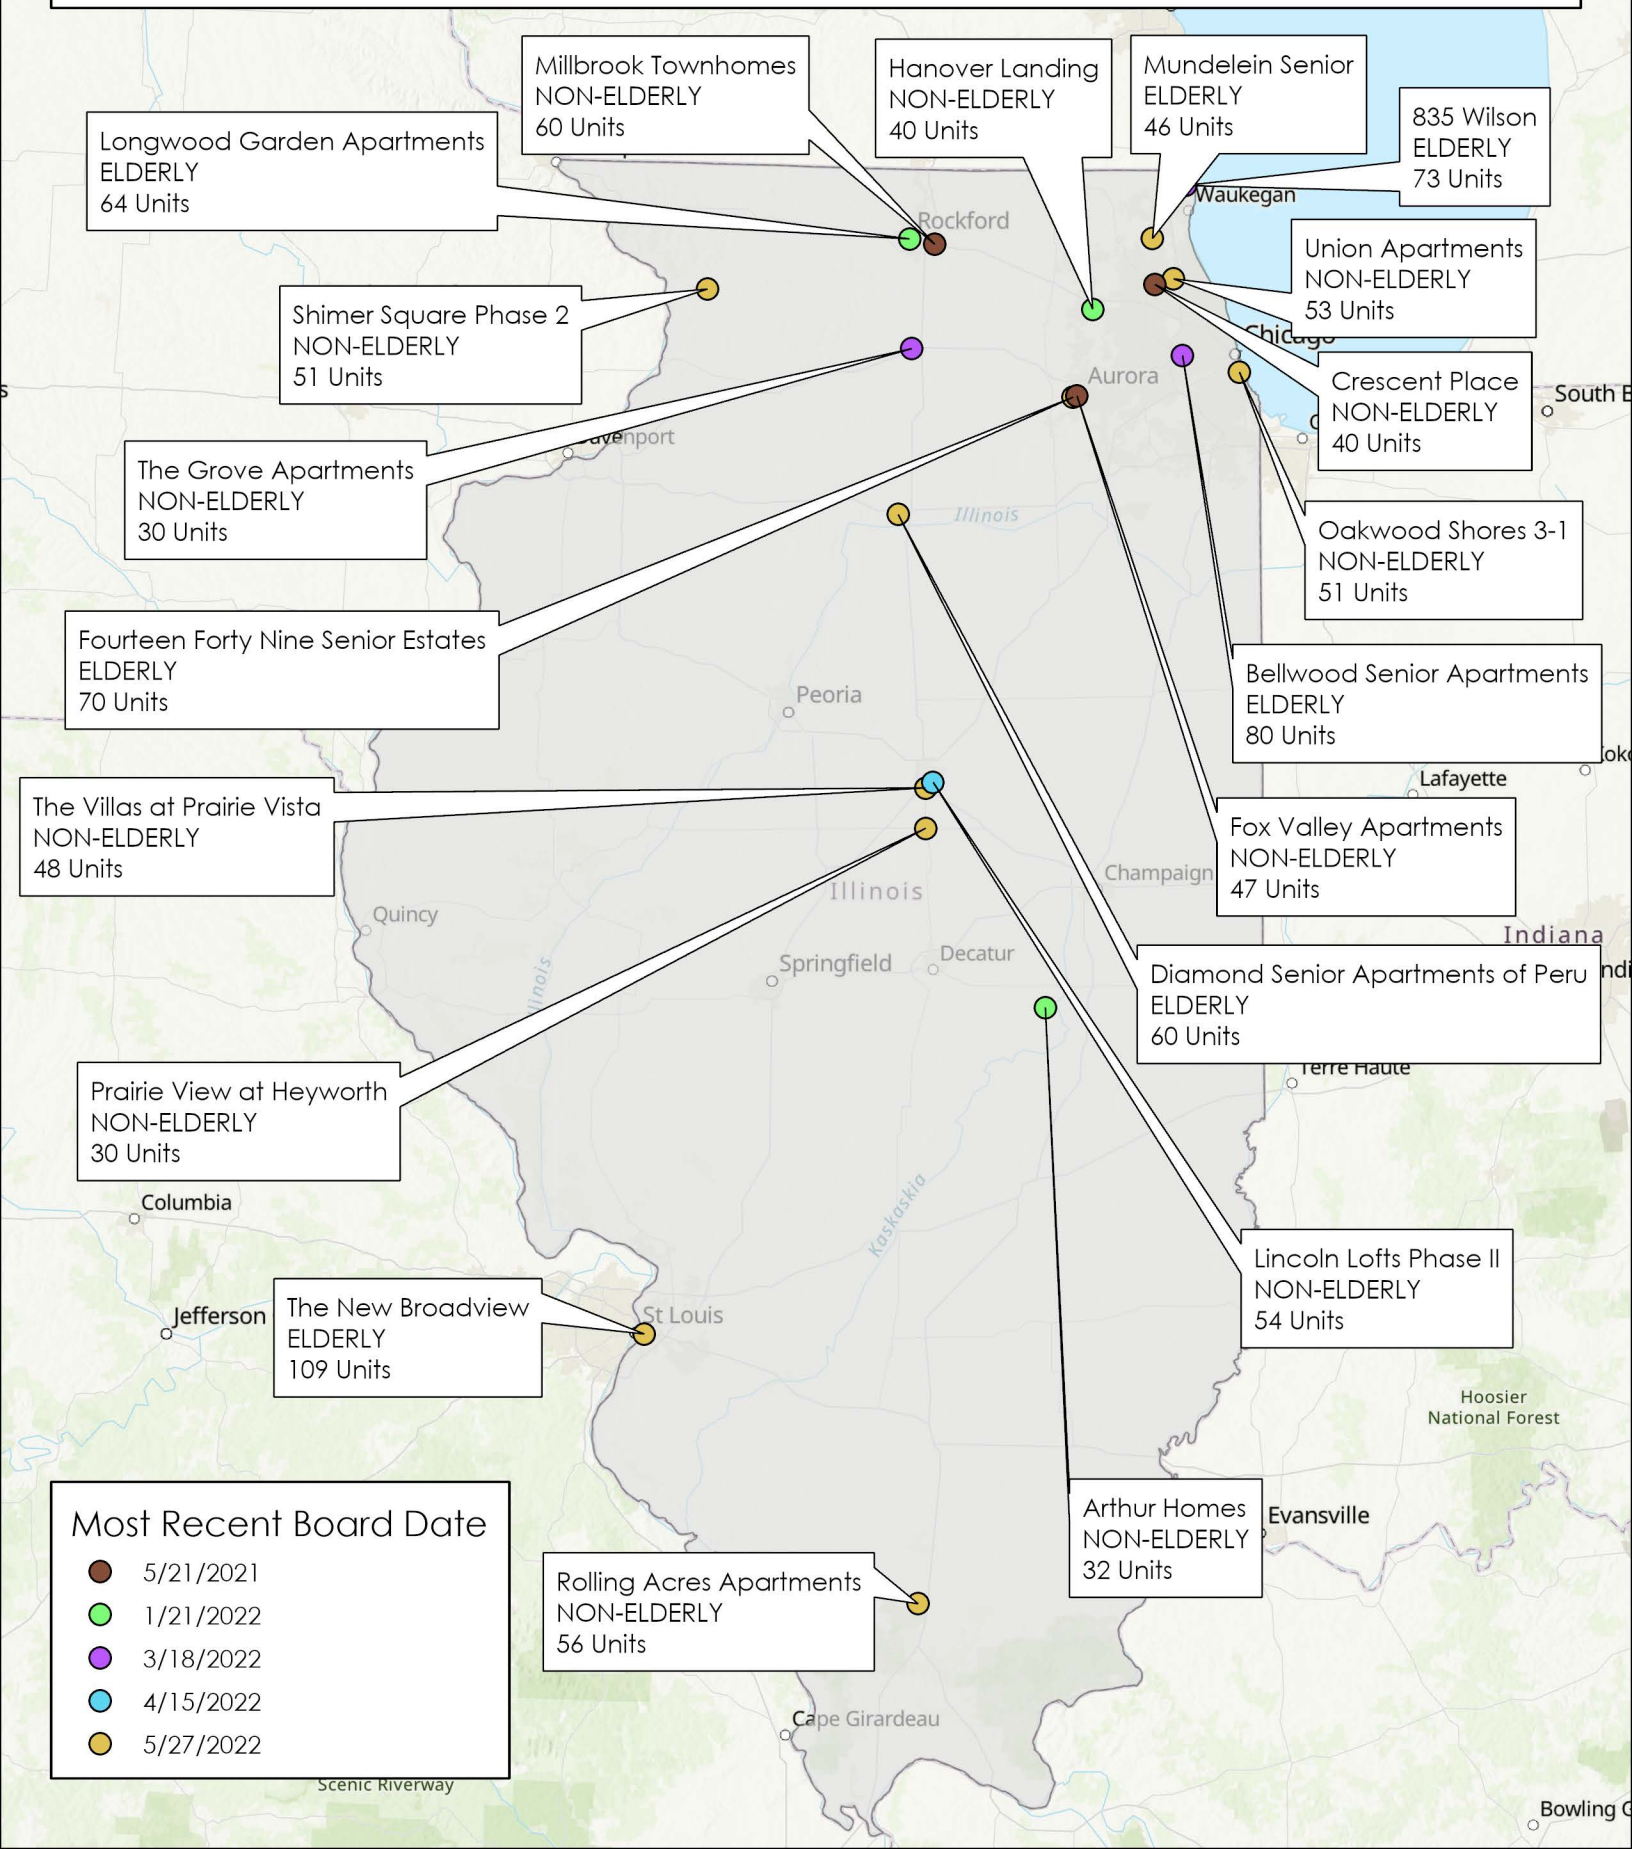 Millbrook Townhomes
NON-ELDERLY
60 Units
Hanover Landing
NON-ELDERLY
40 Units
Mundelein Senior
ELDERLY
46 Units
835 Wilson
ELDERLY
73 Units
Longwood Garden Apartments
ELDERLY
64 Units
Waukegan
Rockford
Union Apartments
NON-ELDERLY
53 Units
Shimer Square Phase 2
NON-ELDERLY
51 Units
Chicago
Aurora
Crescent Place
NON-ELDERLY
40 Units
South B
The Grove Apartments
NON-ELDERLY
30 Units
Davenport
Illinois
Oakwood Shores 3-1
NON-ELDERLY
51 Units
Fourteen Forty Nine Senior Estates
ELDERLY
70 Units
Bellwood Senior Apartments
ELDERLY
80 Units
Peoria
Lafayette
The Villas at Prairie Vista
NON-ELDERLY
48 Units
Fox Valley Apartments
NON-ELDERLY
47 Units
Champaign
Illinois
Quincy
Indiana
Decatur
Springfield
Diamond Senior Apartments of Peru
ELDERLY
60 Units
Terre Haute
Prairie View at Heyworth
NON-ELDERLY
30 Units
Columbia
Kaskaskia
Lincoln Lofts Phase II
NON-ELDERLY
54 Units
Jefferson
The New Broadview
ELDERLY
109 Units
St Louis
Hoosier
National Forest
Arthur Homes
NON-ELDERLY
32 Units
Evansville
Most Recent Board Date
5/21/2021
1/21/2022
3/18/2022
4/15/2022
5/27/2022
Rolling Acres Apartments
NON-ELDERLY
56 Units
Cape Girardeau
Scenic Riverway
Bowling G